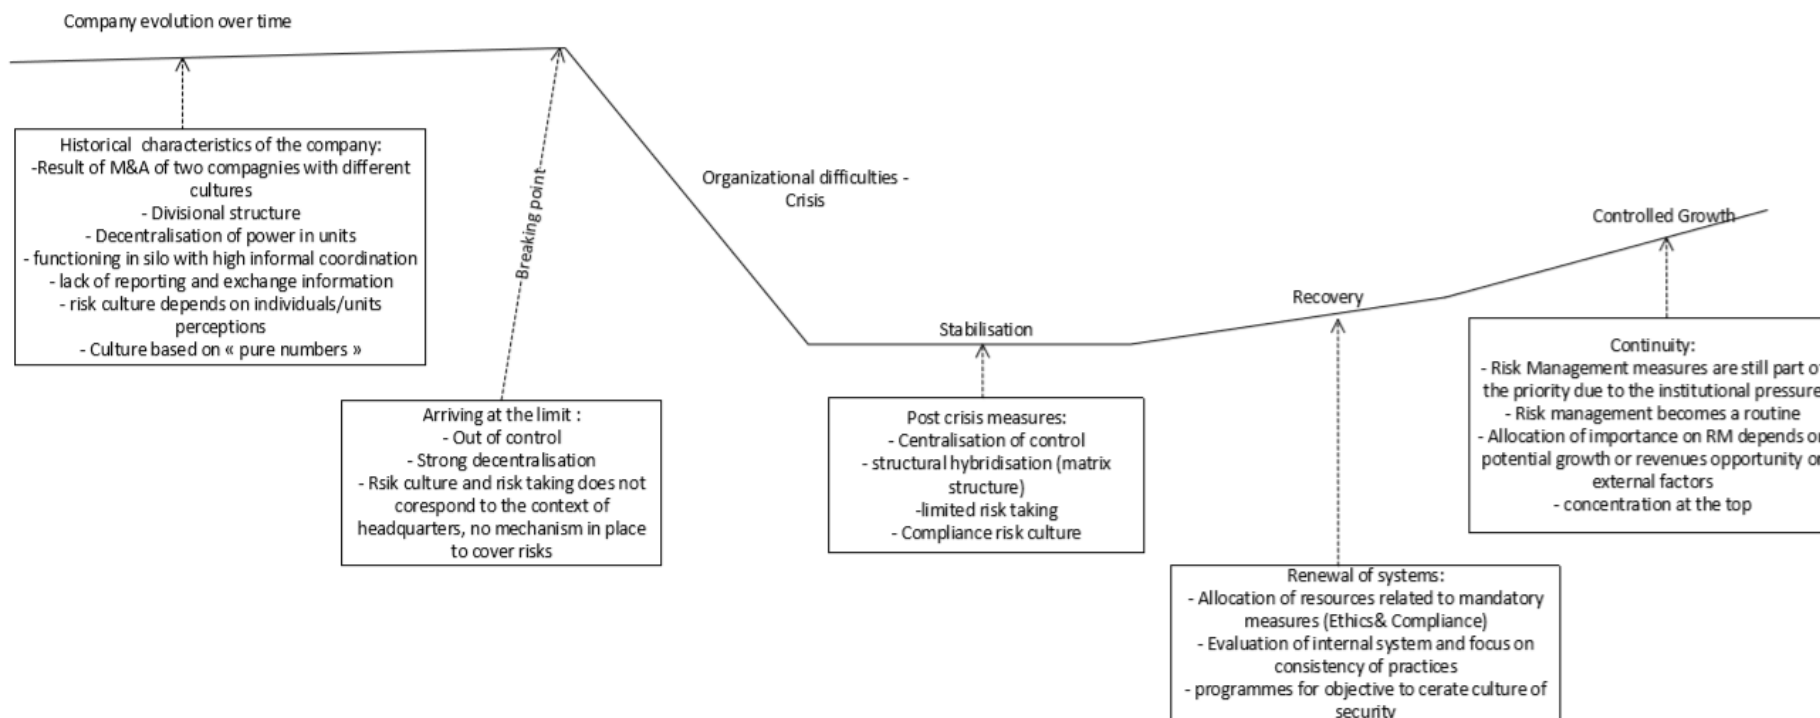 Company evolution over time
Historical  characteristics of the company:
-Result of M&A of two compagnies with different
cultures
- Divisional structure
- Decentralisation of power in units
- functioning in silo with high informal coordination
- lack of reporting and exchange information
- risk culture depends on individuals/units
perceptions
- Culture based on « pure numbers »
Breaking point
Arriving at the limit :
- Out of control
- Strong decentralisation
- Rsik culture and risk taking does not
corespond to the context of
headquarters, no mechanism in place
to cover risks
Organizational difficulties -
Crisis
Stabilisation
Post crisis measures:
- Centralisation of control
- structural hybridisation (matrix
structure)
-limited risk taking
- Compliance risk culture
Recovery
Renewal of systems:
- Allocation of resources related to mandatory
measures (Ethics& Compliance)
- Evaluation of internal system and focus on
consistency of practices
- programmes for objective to cerate culture of
security
Controlled Growth
Continuity:
- Risk Management measures are still part of
the priority due to the institutional pressure
- Risk management becomes a routine
- Allocation of importance on RM depends on
potential growth or revenues opportunity or
external factors
- concentration at the top